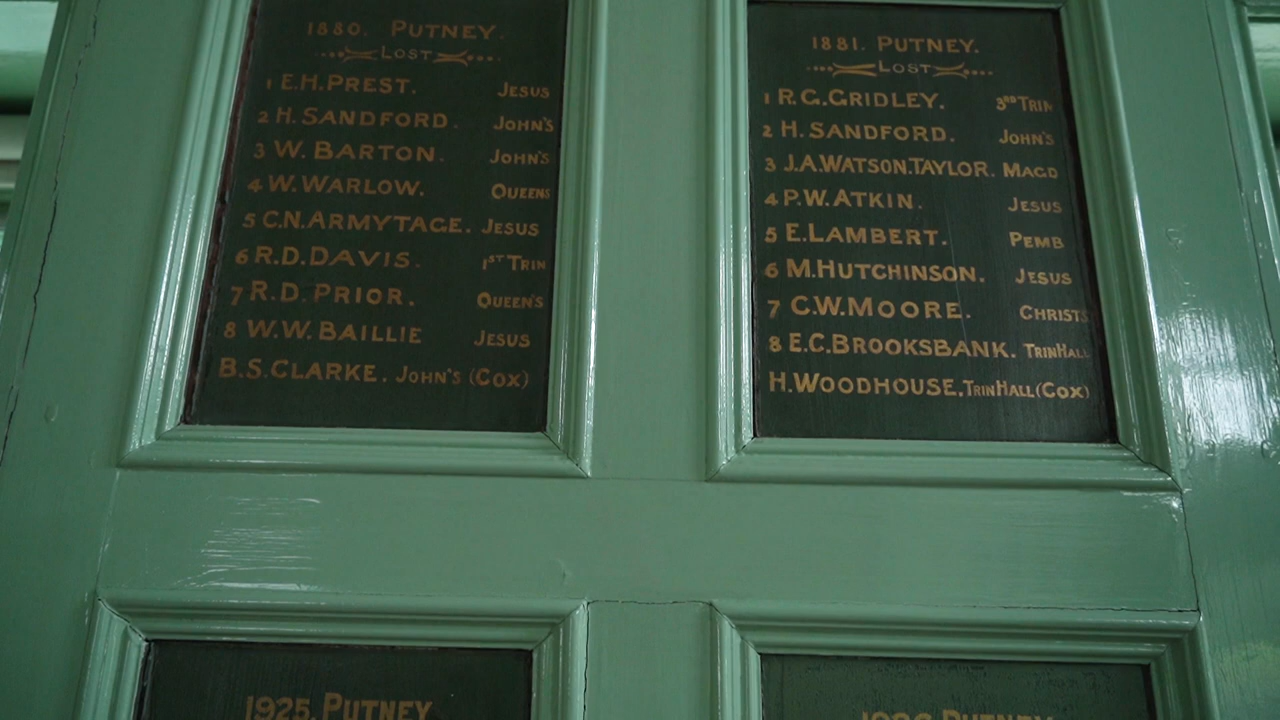 1880. PUTNEY.
LOST
1 E.H. PREST. JESUS
2 H. SANDFORD. JOHN'S
3 W. BARTON. JOHN'S
4 W. WARLOW. QUEENS
5 C.N. ARMYTAGE. JESUS
6 R.D. DAVIS. 1ST TRIN
7 R.D. PRIOR. QUEEN'S
8 W.W. BAILLIE JESUS
B.S. CLARKE. JOHN'S (COX)
1881. PUTNEY.
LOST
1 R.G. GRIDLEY. 3RD TRIN
2 H. SANDFORD. JOHN'S
3 J.A. WATSON.TAYLOR. MAGD
4 P.W. ATKIN. JESUS
5 E. LAMBERT. PEMB
6 M. HUTCHINSON. JESUS
7 C.W. MOORE. CHRISTS
8 E.C. BROOKSBANK. TRIN HALL
H. WOODHOUSE. TRIN HALL (COX)
1925. PUTNEY
PUTNEY